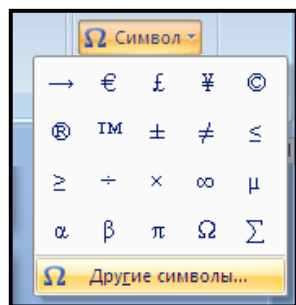 Ω Символ
→ € £ ¥ ©
® ™ ± ≠ ≤
≥ ÷ × ∞ µ
α β π Ω ∑
Ω Другие символы...